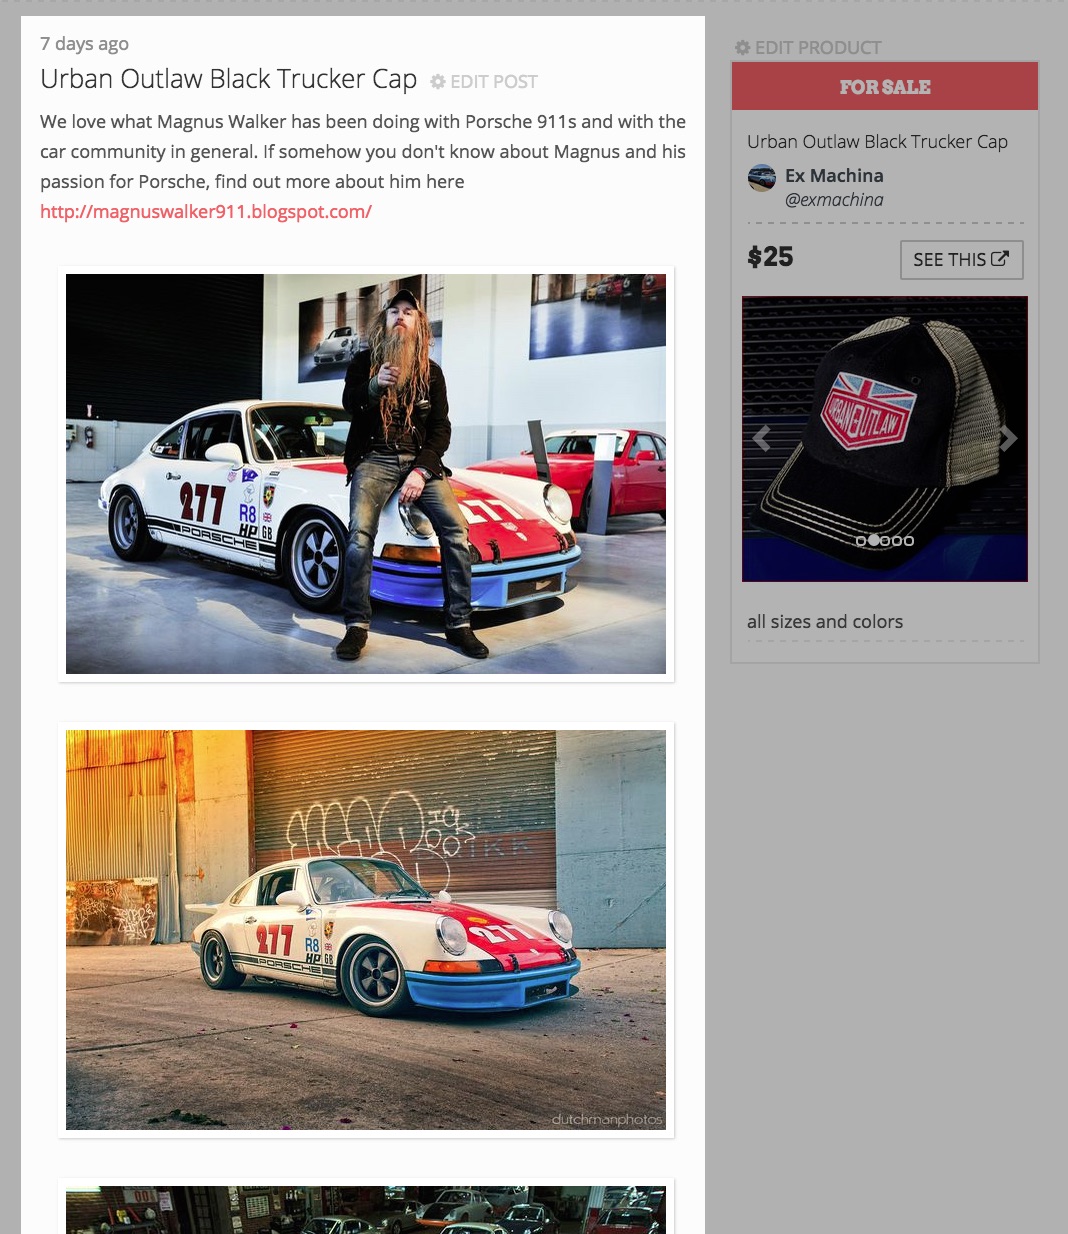 7 days ago
Urban Outlaw Black Trucker Cap EDIT POST
We love what Magnus Walker has been doing with Porsche 911s and with the
car community in general. If somehow you don't know about Magnus and his
passion for Porsche, find out more about him here
http://magnuswalker911.blogspot.com/
277
R8
HP GB
PORSCHE
277
277
R8
HP GB
PORSCHE
277
dutchmanphotos
EDIT PRODUCT
FOR SALE
Urban Outlaw Black Trucker Cap
Ex Machina
@exmachina
$25
SEE THIS
URBAN OUTLAW
all sizes and colors